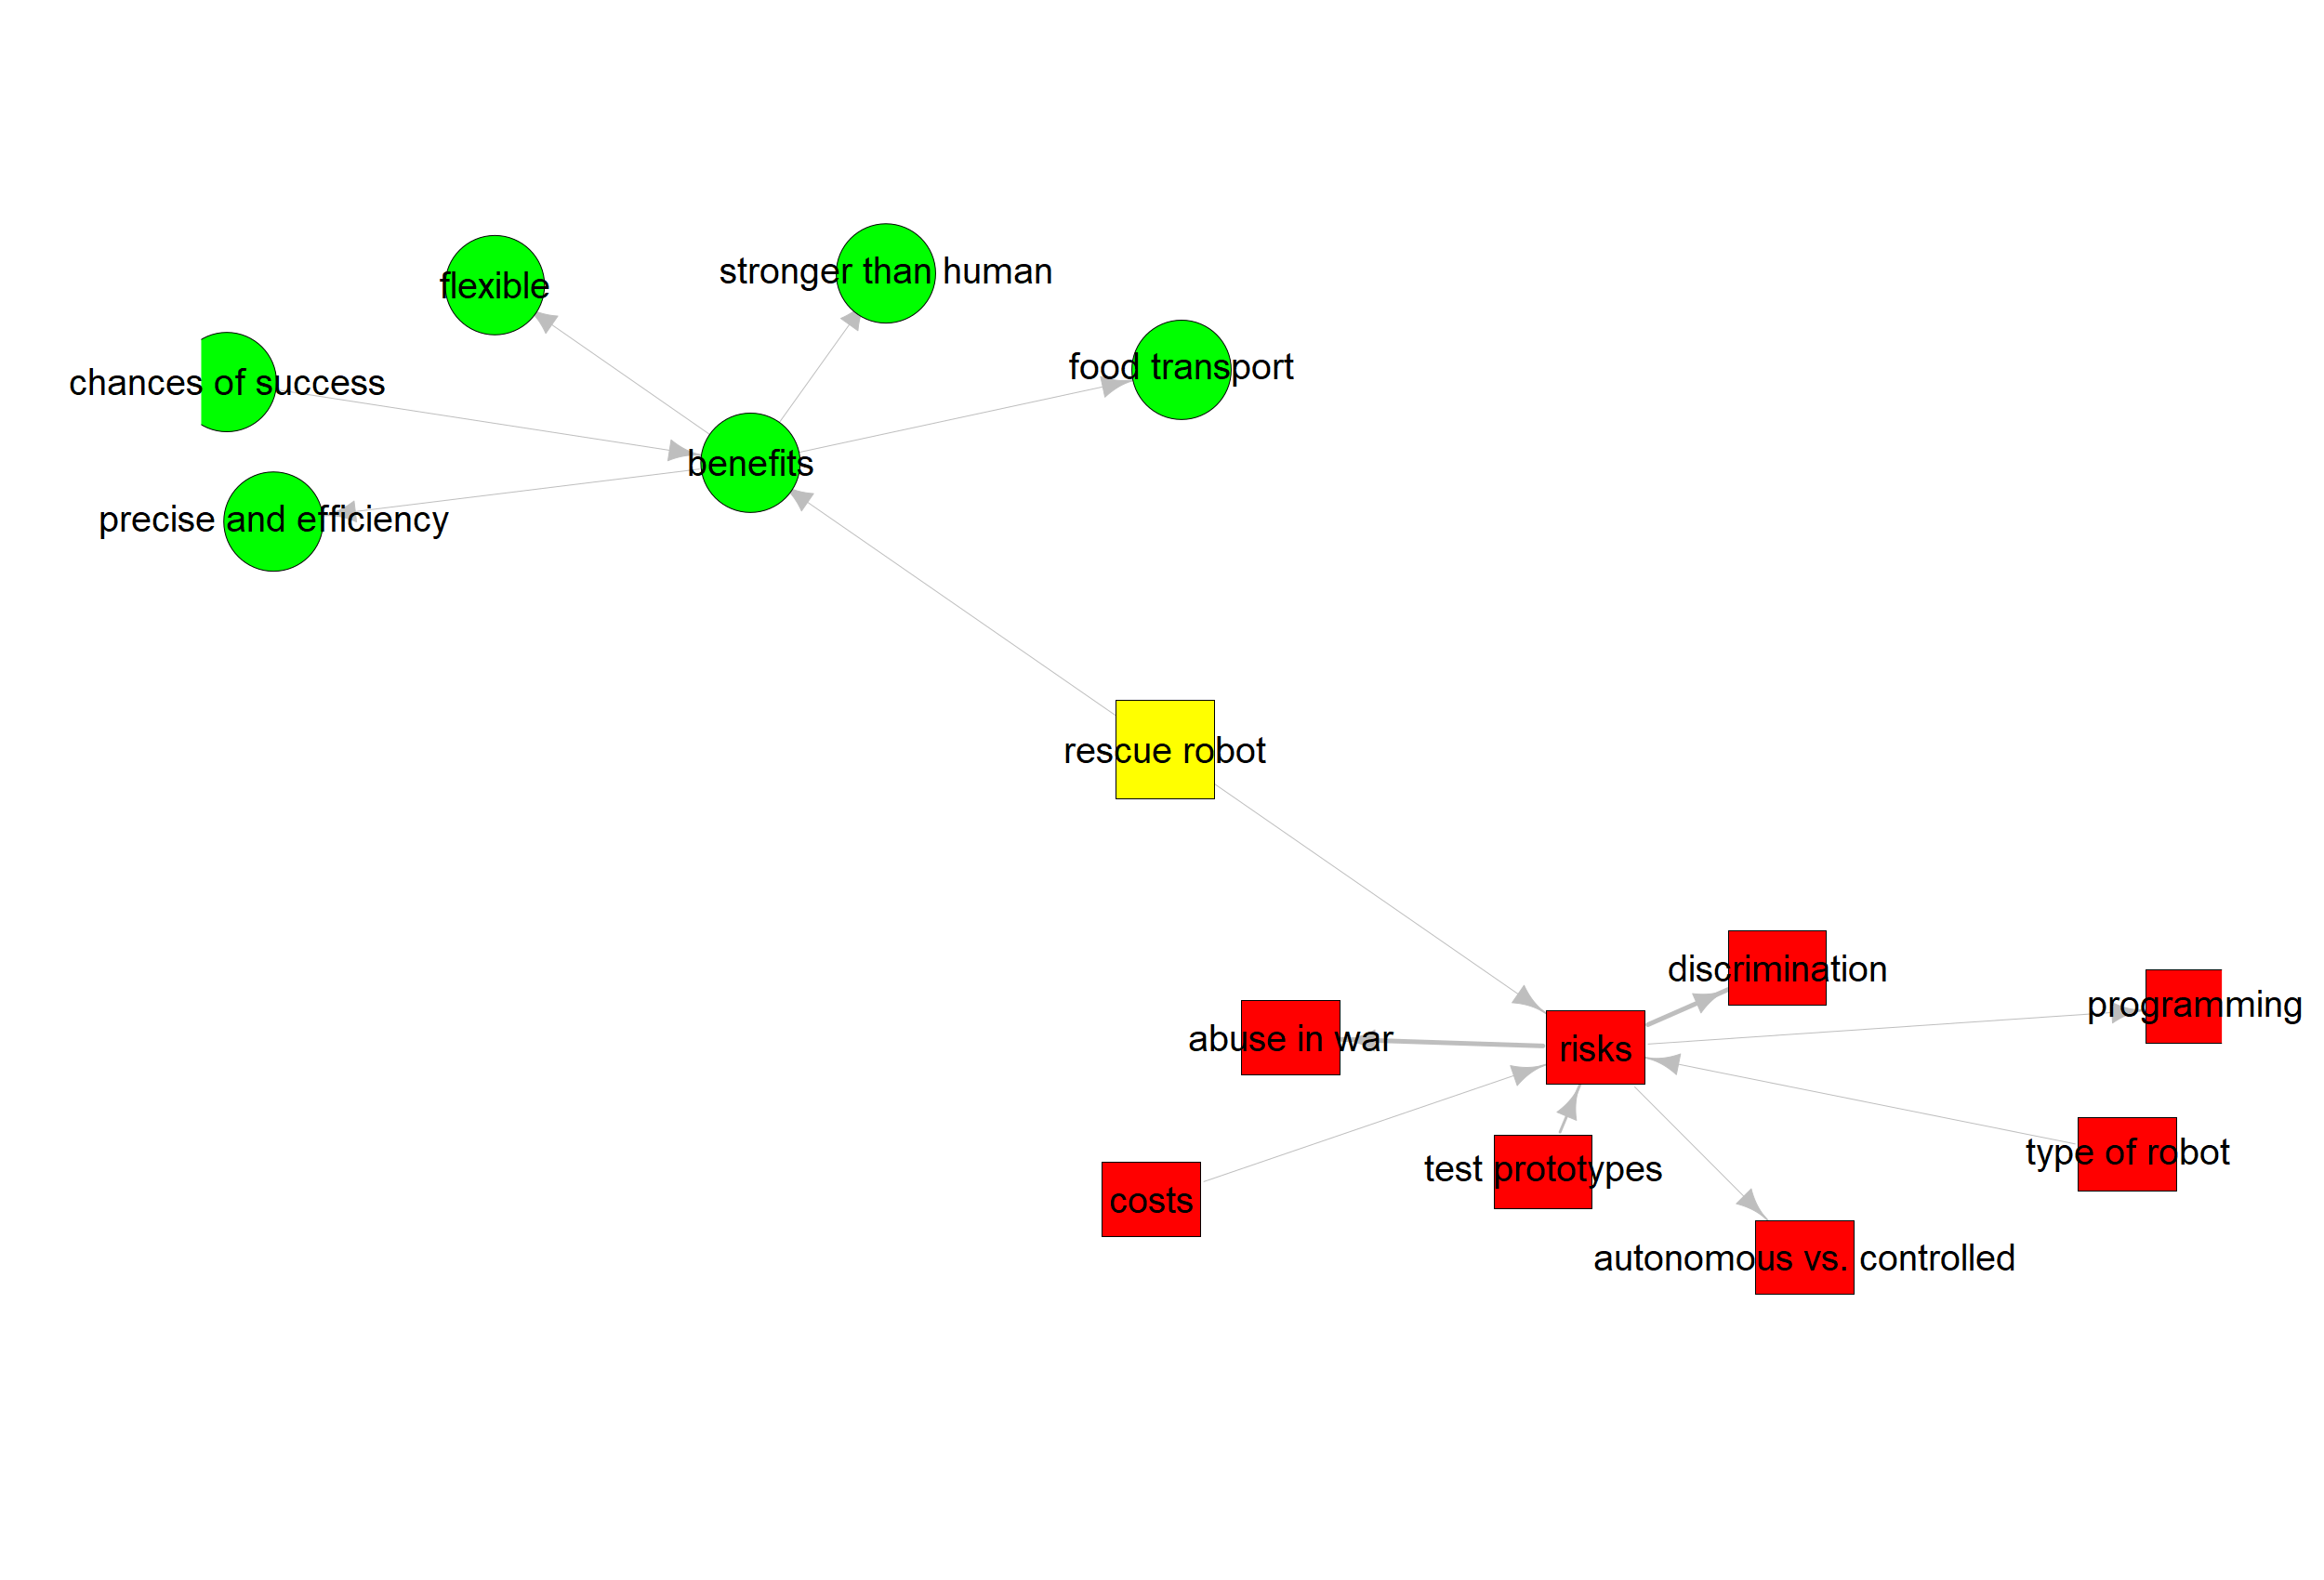 stronger than human
flexible
food transport
chances of success
benefits
precise and efficiency
rescue robot
discrimination
programming
abuse in war
risks
type of robot
test prototypes
costs
autonomous vs. controlled